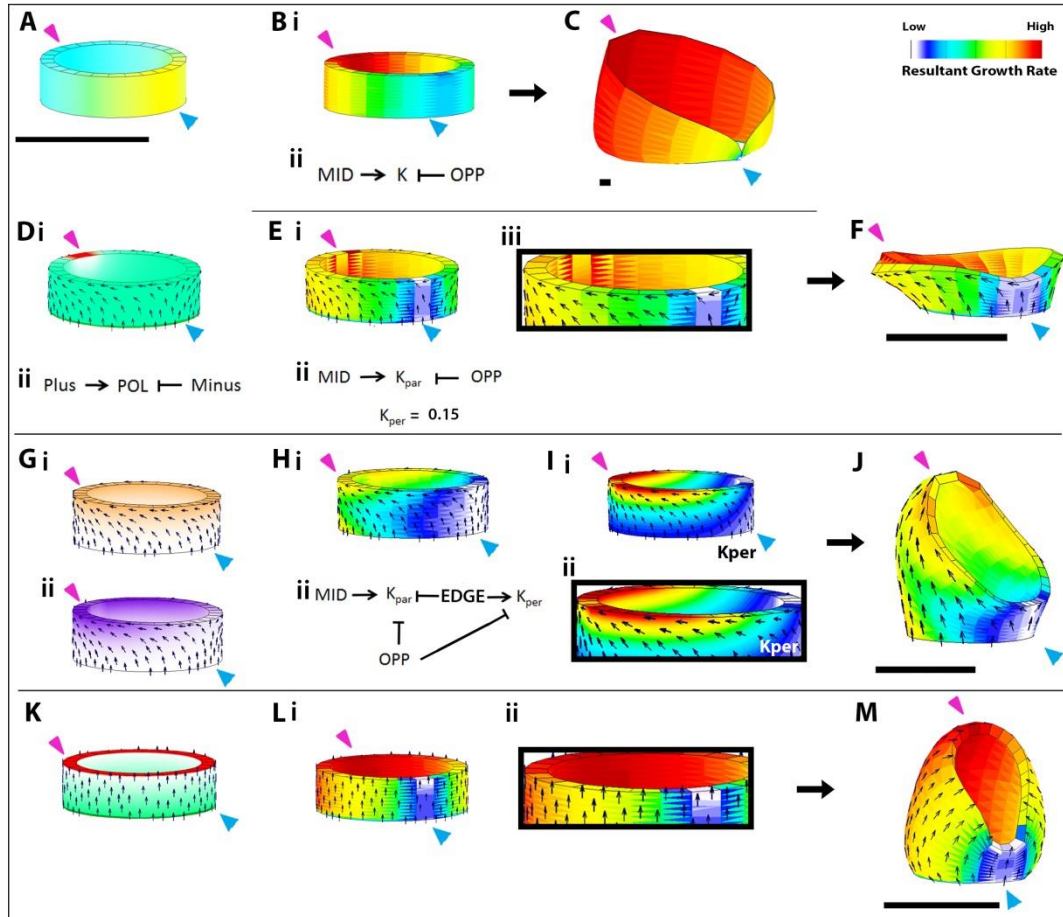 A
B i
C
Low High
Resultant Growth Rate
ii
MID → K ⊢ OPP
D i
E i
iii
F
ii
Plus → POL ⊢ Minus
ii
MID → Kpar ⊢ OPP
Kper = 0.15
G i
H i
I i
J
Kper
ii
ii
MID → Kpar ⊢ EDGE → Kper
OPP
ii
Kper
K
L i
ii
M